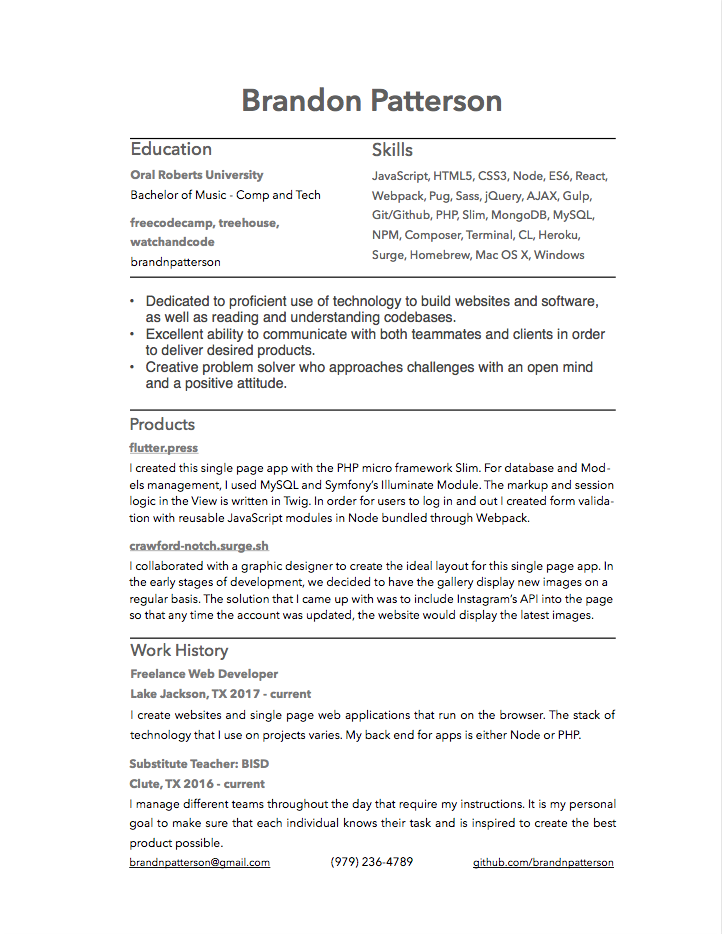 Brandon Patterson
Education
Oral Roberts University
Bachelor of Music - Comp and Tech
freecodecamp, treehouse,
watchandcode
brandnpatterson
Skills
JavaScript, HTML5, CSS3, Node, ES6, React,
Webpack, Pug, Sass, jQuery, AJAX, Gulp,
Git/Github, PHP, Slim, MongoDB, MySQL,
NPM, Composer, Terminal, CL, Heroku,
Surge, Homebrew, Mac OS X, Windows
• Dedicated to proficient use of technology to build websites and software,
as well as reading and understanding codebases.
• Excellent ability to communicate with both teammates and clients in order
to deliver desired products.
• Creative problem solver who approaches challenges with an open mind
and a positive attitude.
Products
flutter.press
I created this single page app with the PHP micro framework Slim. For database and Mod-
els management, I used MySQL and Symfony's Illuminate Module. The markup and session
logic in the View is written in Twig. In order for users to log in and out I created form valida-
tion with reusable JavaScript modules in Node bundled through Webpack.
crawford-notch.surge.sh
I collaborated with a graphic designer to create the ideal layout for this single page app. In
the early stages of development, we decided to have the gallery display new images on a
regular basis. The solution that I came up with was to include Instagram's API into the page
so that any time the account was updated, the website would display the latest images.
Work History
Freelance Web Developer
Lake Jackson, TX 2017 - current
I create websites and single page web applications that run on the browser. The stack of
technology that I use on projects varies. My back end for apps is either Node or PHP.
Substitute Teacher: BISD
Clute, TX 2016 - current
I manage different teams throughout the day that require my instructions. It is my personal
goal to make sure that each individual knows their task and is inspired to create the best
product possible.
brandnpatterson@gmail.com (979) 236-4789 github.com/brandnpatterson